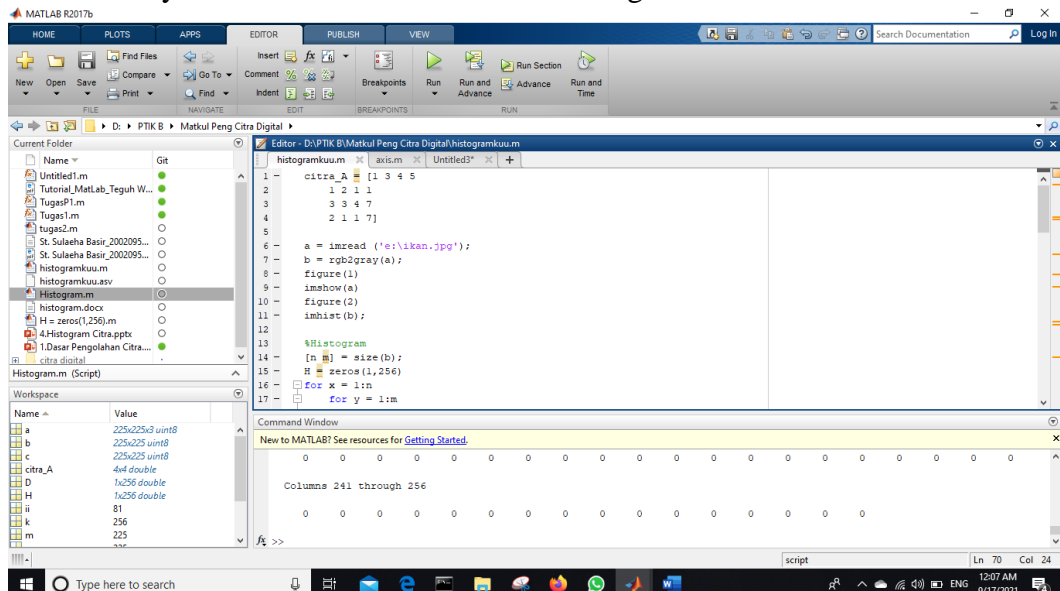 MATLAB R2017b
HOME PLOTS APPS EDITOR PUBLISH VIEW Search Documentation Log In
Find Files Insert fx
New Open Save Compare Go To Comment Breakpoints Run Run and Advance Run Section Advance Run and Time
Print Find Indent
FILE NAVIGATE EDIT BREAKPOINTS RUN
D: ▸ PTIK B ▸ Matkul Peng Citra Digital ▸
Current Folder
Name Git
Untitled1.m
Tutorial_MatLab_Teguh W...
TugasP1.m
Tugas1.m
tugas2.m
St. Sulaeha Basir_2002095...
St. Sulaeha Basir_2002095...
histogramkuu.m
histogramkuu.asv
Histogram.m
histogram.docx
H = zeros(1,256).m
4.Histogram Citra.pptx
1.Dasar Pengolahan Citra....
citra digital
Histogram.m (Script)
Workspace
Name Value
a 225x225x3 uint8
b 225x225 uint8
c 225x225 uint8
citra_A 4x4 double
D 1x256 double
H 1x256 double
ii 81
k 256
m 225
Editor - D:\PTIK B\Matkul Peng Citra Digital\histogramkuu.m
histogramkuu.m axis.m Untitled3* +
1 - citra_A = [1 3 4 5
2 1 2 1 1
3 3 3 4 7
4 2 1 1 7]
5
6 - a = imread ('e:\ikan.jpg');
7 - b = rgb2gray(a);
8 - figure(1)
9 - imshow(a)
10 - figure(2)
11 - imhist(b);
12
13 %Histogram
14 - [n m] = size(b);
15 - H = zeros(1,256)
16 - for x = 1:n
17 - for y = 1:m
Command Window
New to MATLAB? See resources for Getting Started.
0 0 0 0 0 0 0 0 0 0 0 0 0 0 0 0 0 0 0 0
Columns 241 through 256
0 0 0 0 0 0 0 0 0 0 0 0 0 0 0 0
fx >>
script Ln 70 Col 24
Type here to search ENG 12:07 AM
9/17/2021